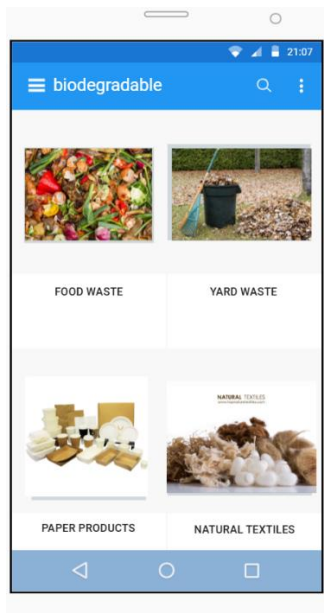 21:07
biodegradable
FOOD WASTE
YARD WASTE
NATURAL TEXTILES
PAPER PRODUCTS
NATURAL TEXTILES